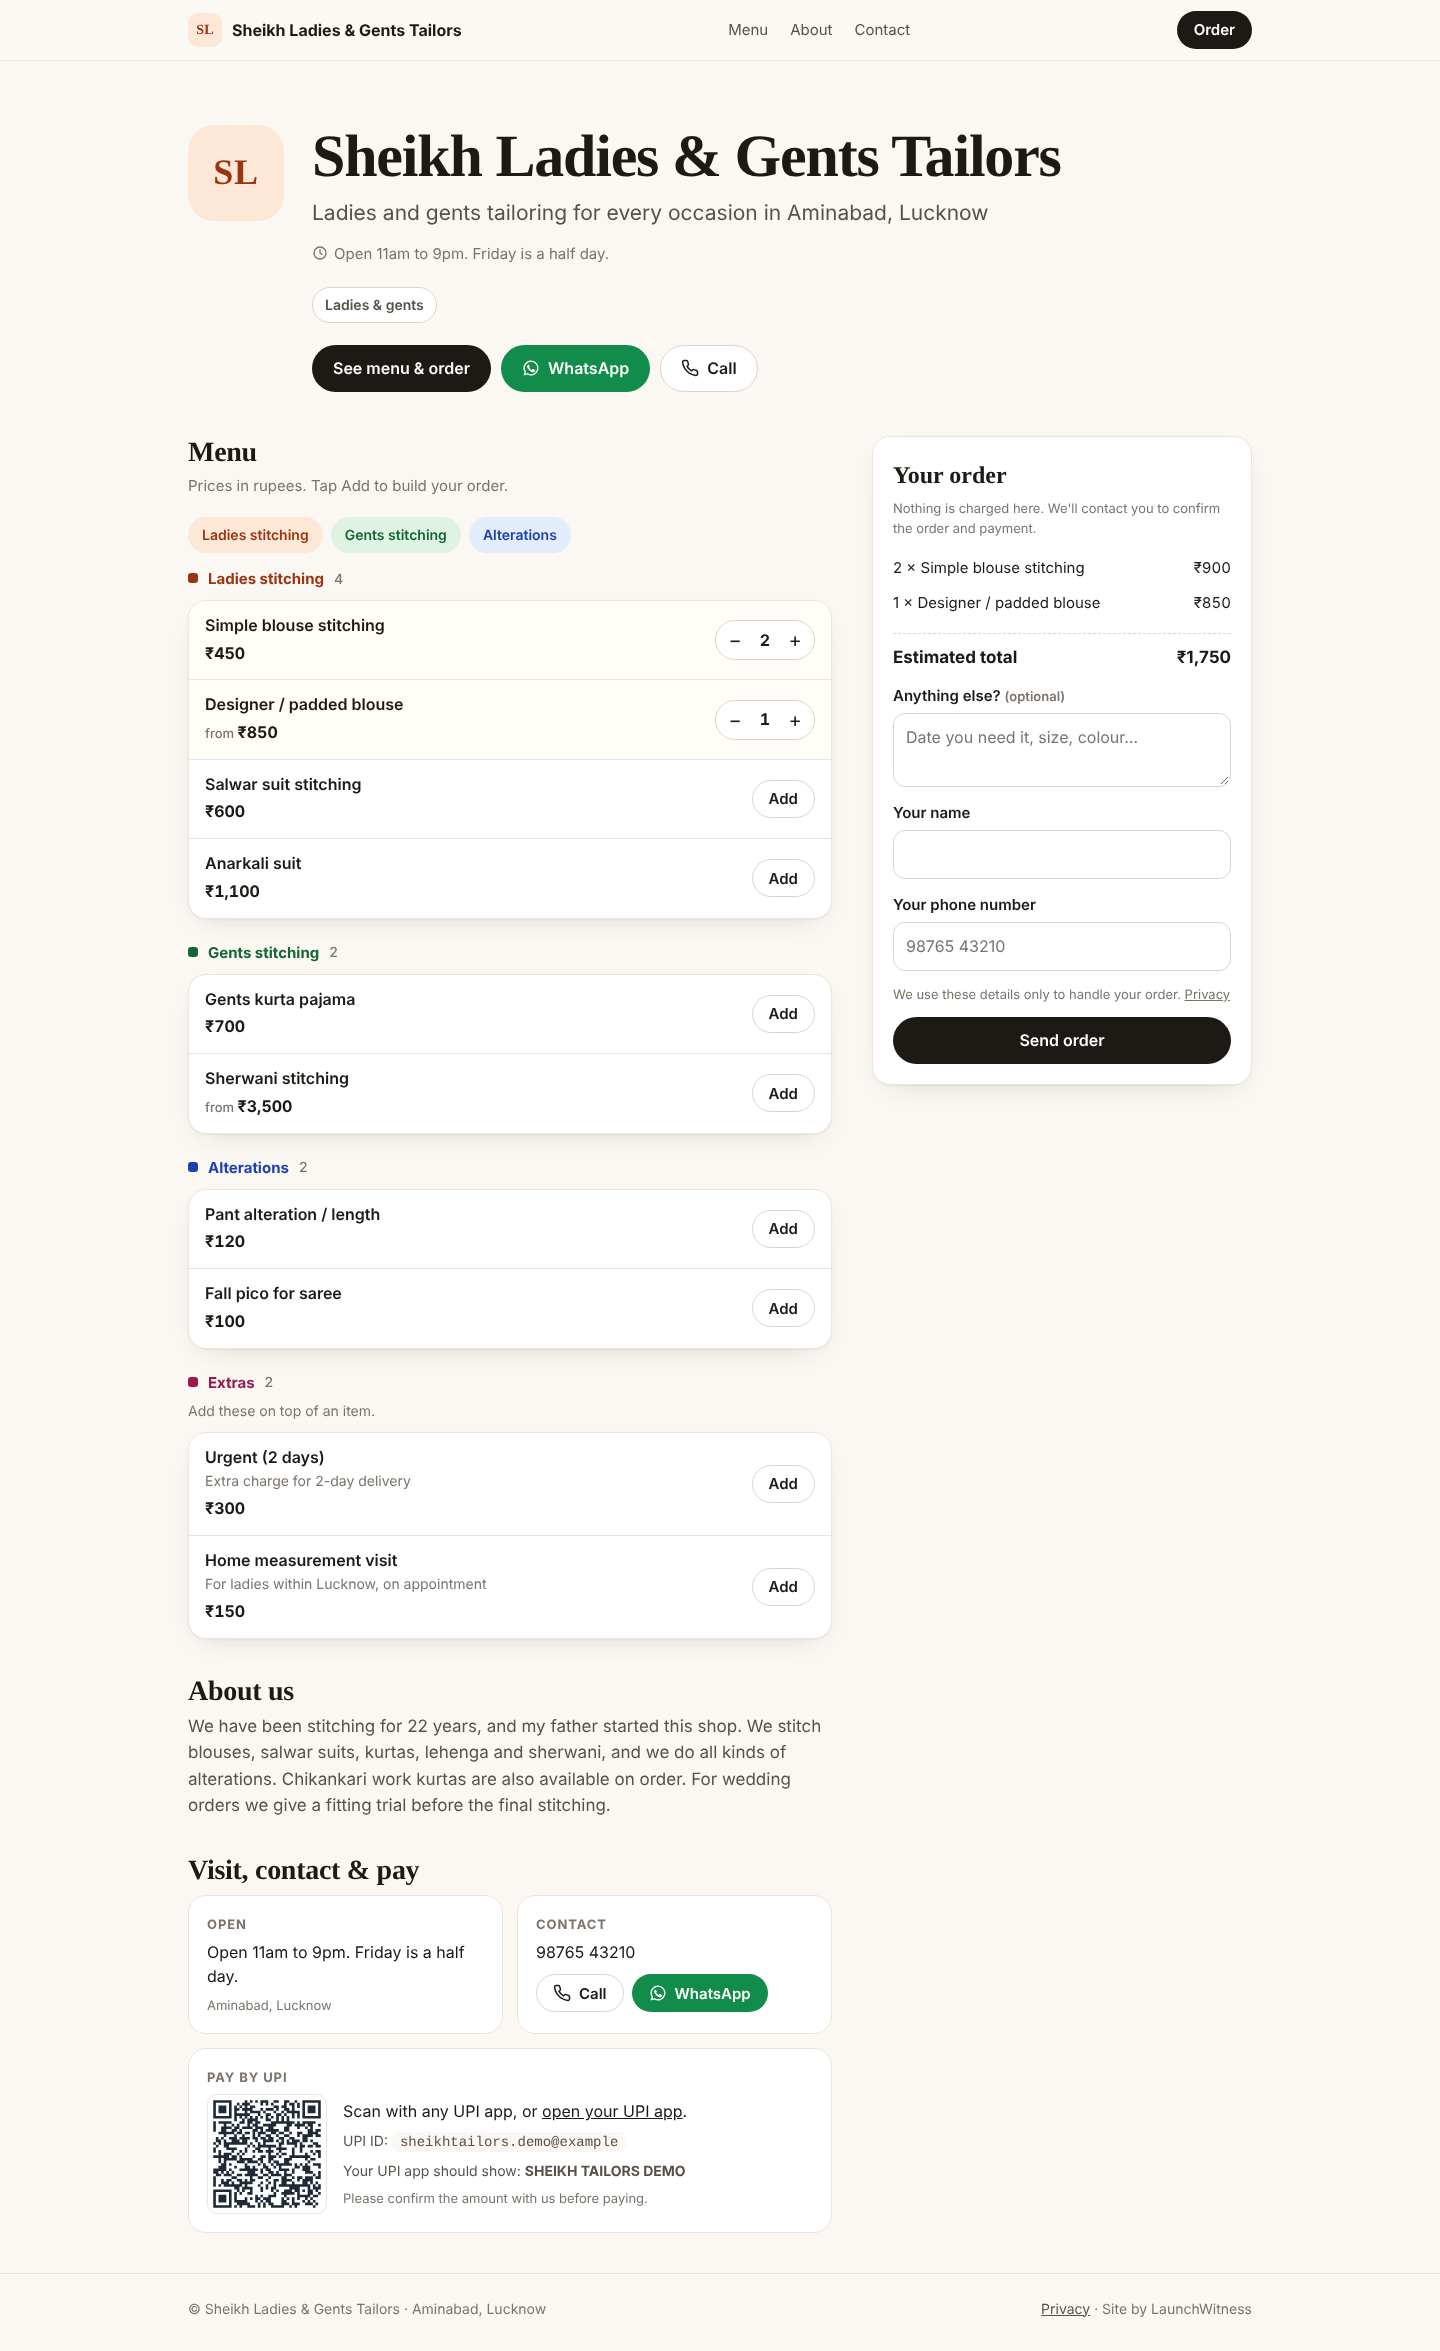 SL Sheikh Ladies & Gents Tailors Menu About Contact Order
SL
Sheikh Ladies & Gents Tailors
Ladies and gents tailoring for every occasion in Aminabad, Lucknow
Open 11am to 9pm. Friday is a half day.
Ladies & gents
See menu & order WhatsApp Call
Menu
Prices in rupees. Tap Add to build your order.
Ladies stitching Gents stitching Alterations
Ladies stitching 4
Simple blouse stitching
₹450
− 2 +
Designer / padded blouse
from ₹850
− 1 +
Salwar suit stitching
₹600
Add
Anarkali suit
₹1,100
Add
Gents stitching 2
Gents kurta pajama
₹700
Add
Sherwani stitching
from ₹3,500
Add
Alterations 2
Pant alteration / length
₹120
Add
Fall pico for saree
₹100
Add
Extras 2
Add these on top of an item.
Urgent (2 days)
Extra charge for 2-day delivery
₹300
Add
Home measurement visit
For ladies within Lucknow, on appointment
₹150
Add
Your order
Nothing is charged here. We'll contact you to confirm
the order and payment.
2 × Simple blouse stitching ₹900
1 × Designer / padded blouse ₹850
Estimated total ₹1,750
Anything else? (optional)
Date you need it, size, colour...
Your name
Your phone number
98765 43210
We use these details only to handle your order. Privacy
Send order
About us
We have been stitching for 22 years, and my father started this shop. We stitch
blouses, salwar suits, kurtas, lehenga and sherwani, and we do all kinds of
alterations. Chikankari work kurtas are also available on order. For wedding
orders we give a fitting trial before the final stitching.
Visit, contact & pay
OPEN
Open 11am to 9pm. Friday is a half
day.
Aminabad, Lucknow
CONTACT
98765 43210
Call WhatsApp
PAY BY UPI
Scan with any UPI app, or open your UPI app.
UPI ID: sheikhtailors.demo@example
Your UPI app should show: SHEIKH TAILORS DEMO
Please confirm the amount with us before paying.
© Sheikh Ladies & Gents Tailors · Aminabad, Lucknow
Privacy · Site by LaunchWitness